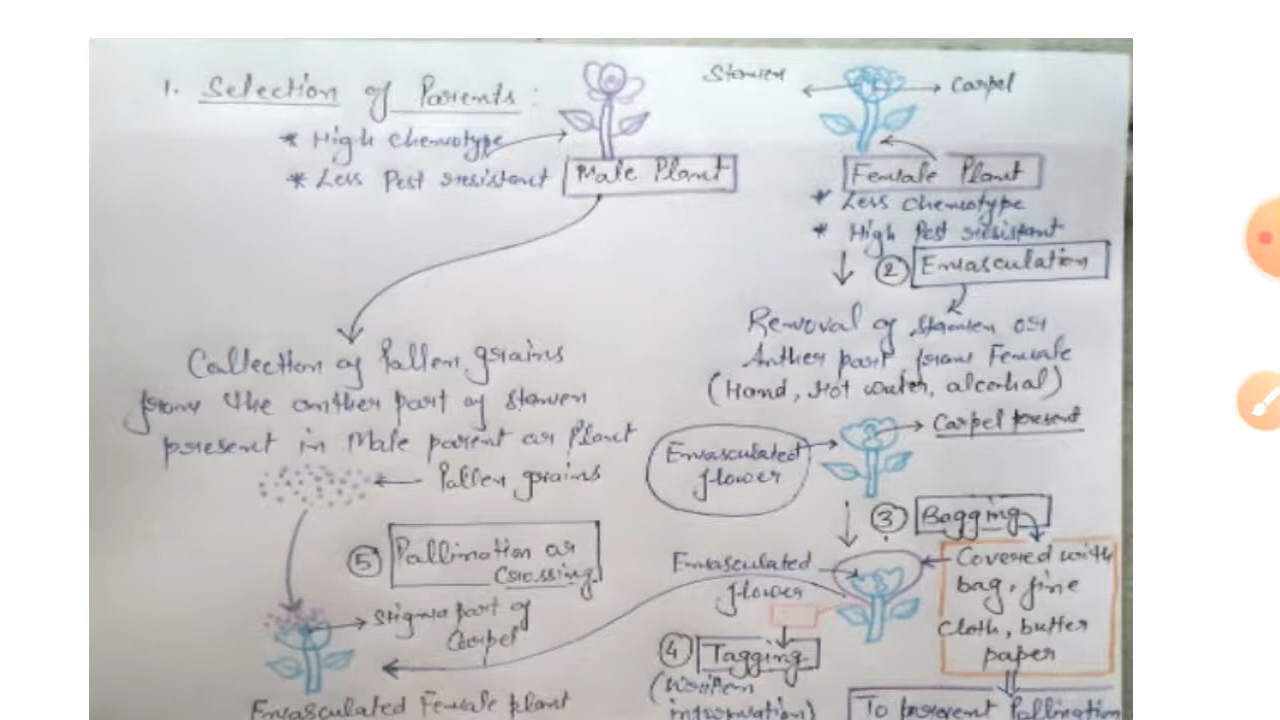 1. Selection of Parents :
* High Chemotype
* Less Pest resistant
Male Plant
Stamen
Carpel
Female Plant
* Less chemotype
* High Pest resistant
② Emasculation
Removal of stamen or
Anther part from Female
(Hand, Hot water, alcohal)
Collection of Pollen grains
from the anther part of stamen
present in Male parent or Plant
Pollen grains
Emasculated
flower
Carpel present
③ Bagging
Covered with
bag, fine
cloth, butter
paper
Emasculated
flower
⑤ Pollination or
Crossing
Stigma part of
Carpel
④ Tagging
(Written
information)
To prevent Pollination
Emasculated Female plant